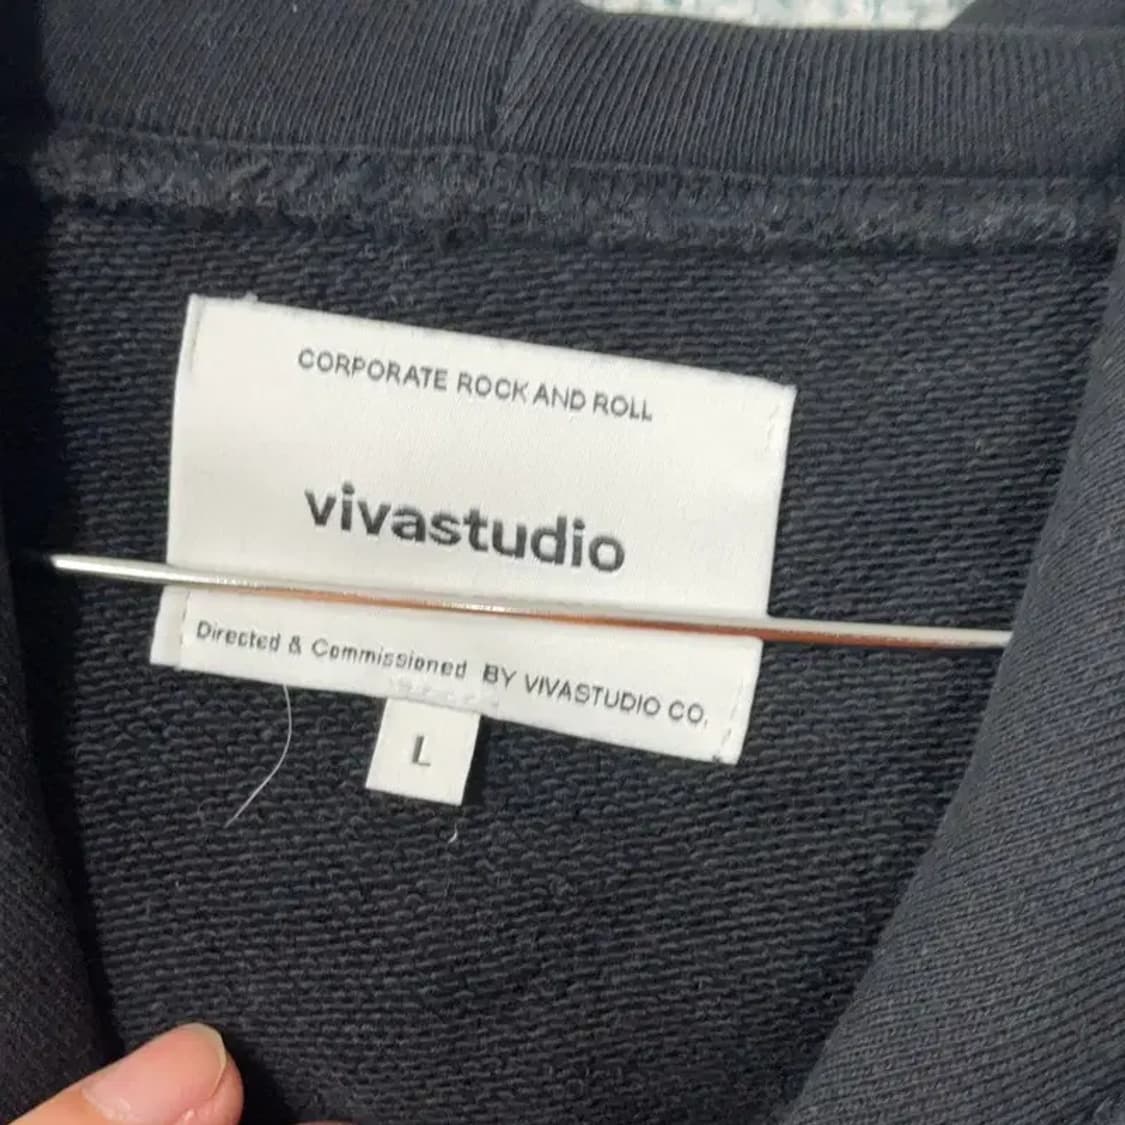 CORPORATE ROCK AND ROLL
vivastudio
Directed & Commissioned BY VIVASTUDIO CO.
L